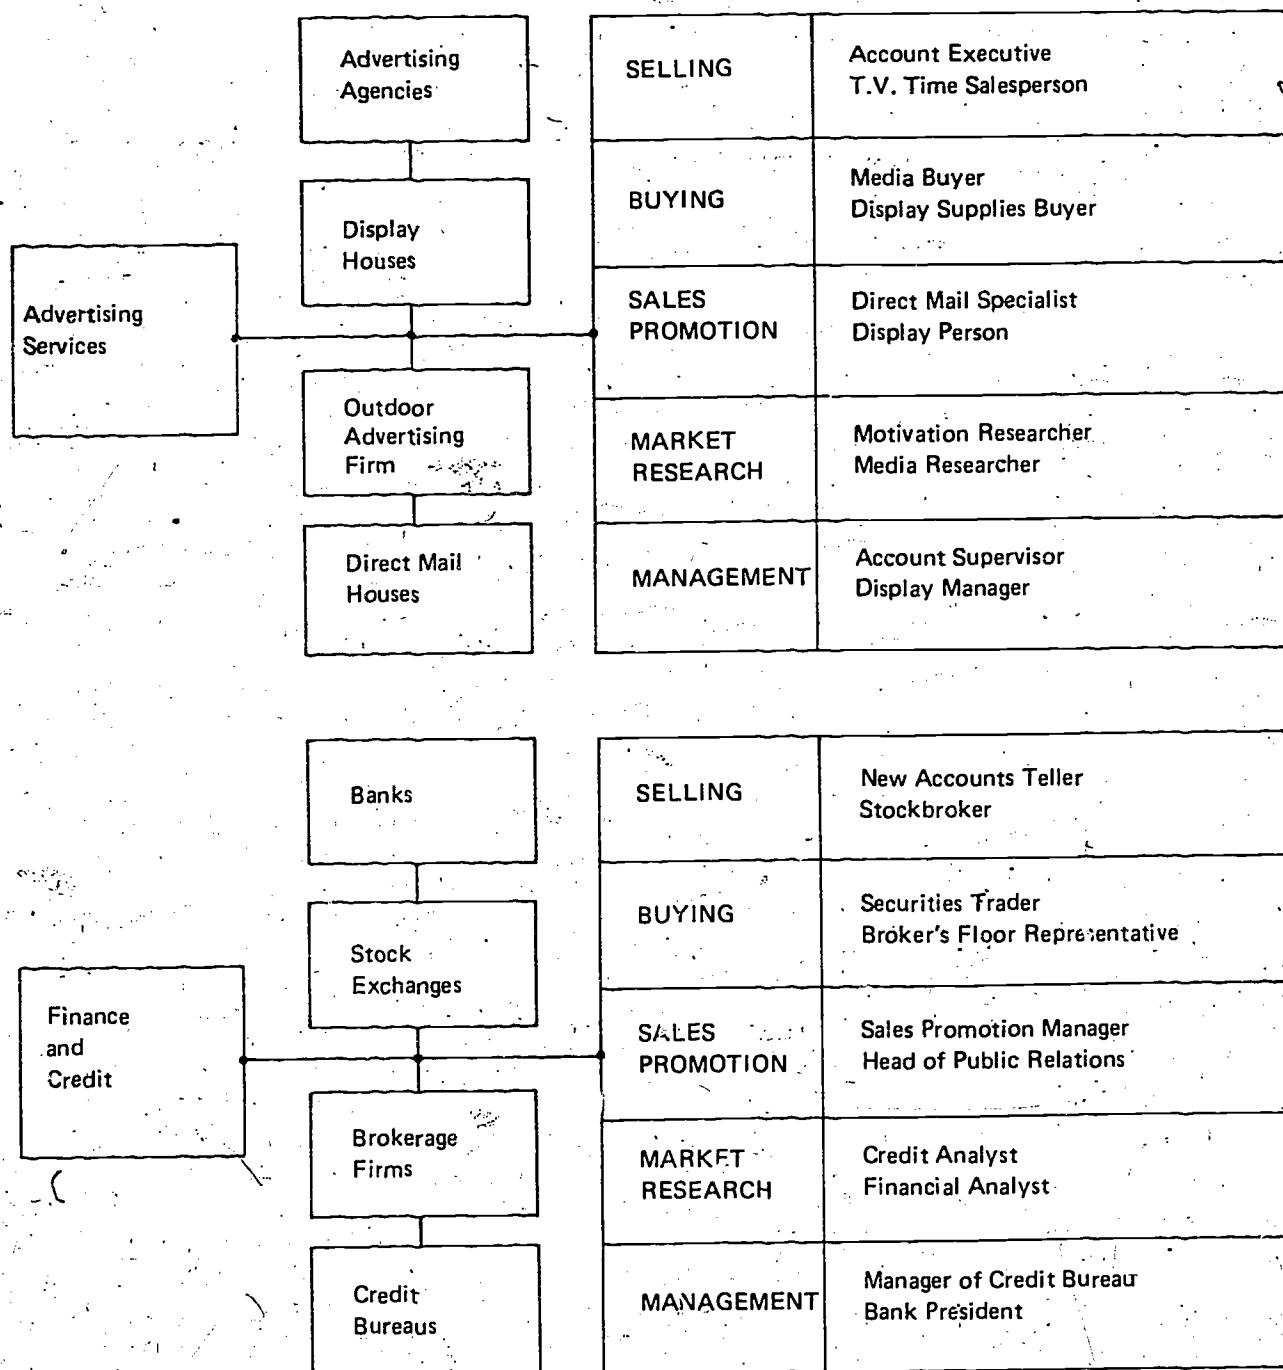 Advertising
Services
Advertising
Agencies
Display
Houses
Outdoor
Advertising
Firm
Direct Mail
Houses
SELLING
Account Executive
T.V. Time Salesperson
BUYING
Media Buyer
Display Supplies Buyer
SALES
PROMOTION
Direct Mail Specialist
Display Person
MARKET
RESEARCH
Motivation Researcher
Media Researcher
MANAGEMENT
Account Supervisor
Display Manager
Finance
and
Credit
Banks
Stock
Exchanges
Brokerage
Firms
Credit
Bureaus
SELLING
New Accounts Teller
Stockbroker
BUYING
Securities Trader
Broker's Floor Representative
SALES
PROMOTION
Sales Promotion Manager
Head of Public Relations
MARKET
RESEARCH
Credit Analyst
Financial Analyst
MANAGEMENT
Manager of Credit Bureau
Bank President